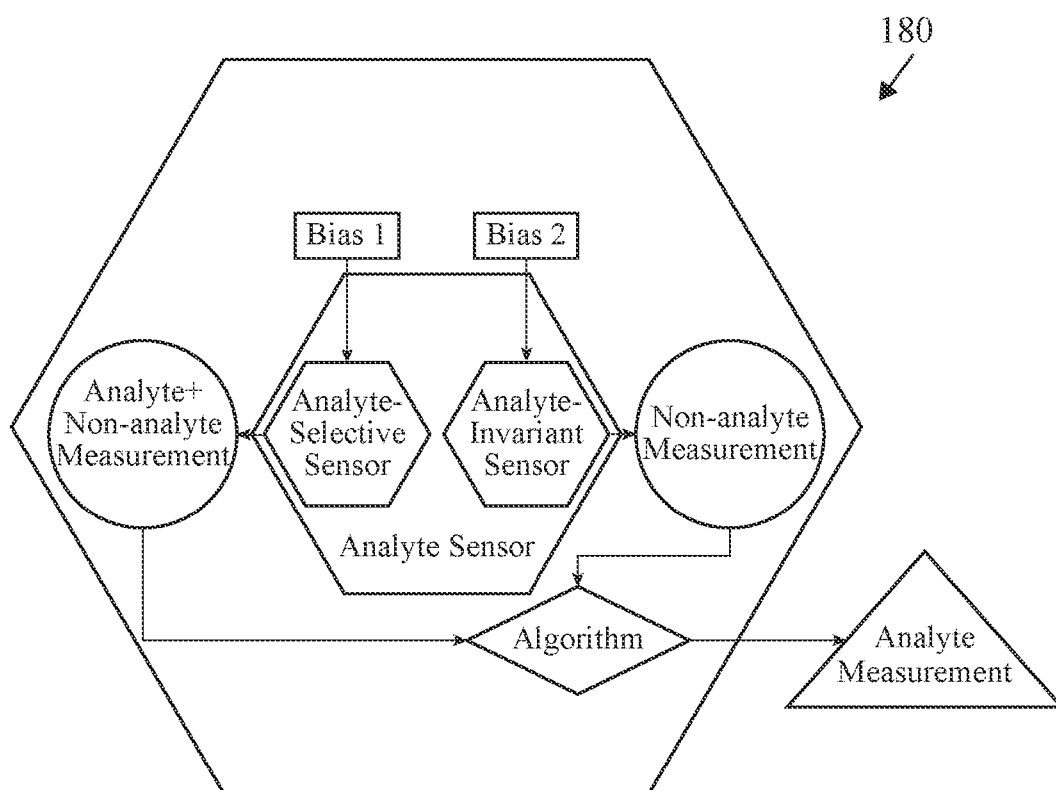 180
Bias 1
Bias 2
Analyte+
Non-analyte
Measurement
Analyte-
Selective
Sensor
Analyte-
Invariant
Sensor
Non-analyte
Measurement
Analyte Sensor
Algorithm
Analyte
Measurement